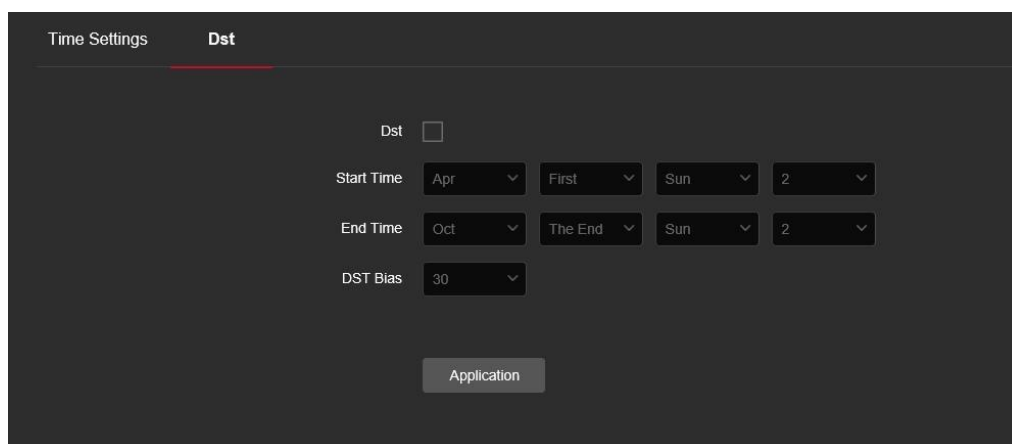 Time Settings Dst
Dst
Start Time Apr First Sun 2
End Time Oct The End Sun 2
DST Bias 30
Application